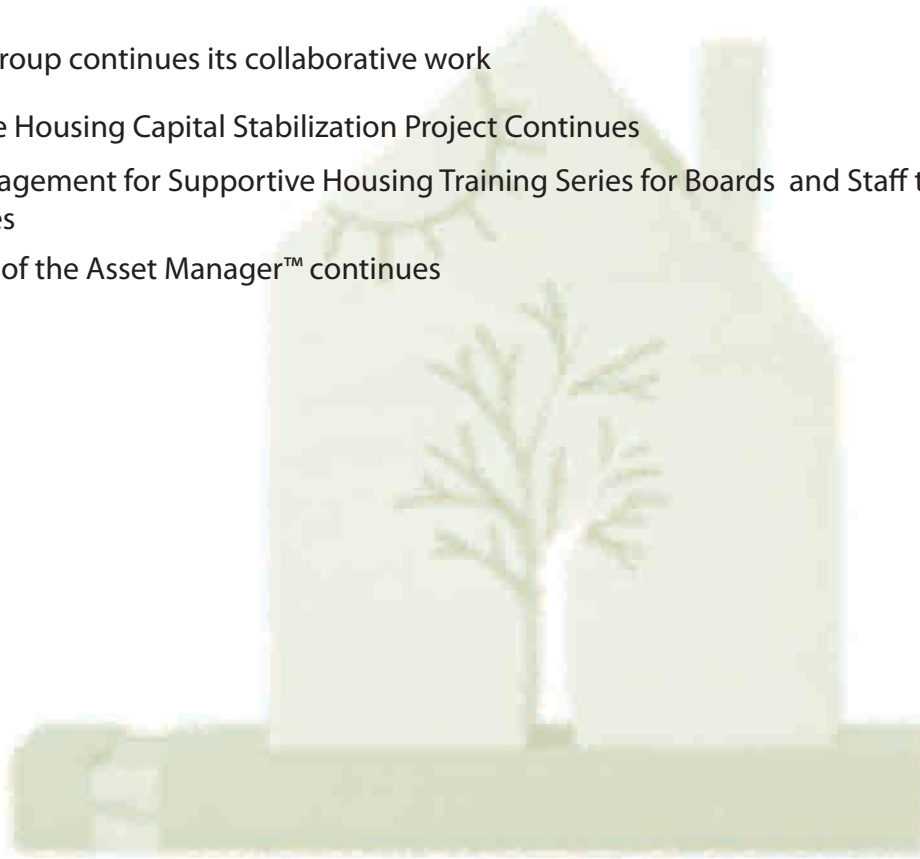 roup continues its collaborative work
e Housing Capital Stabilization Project Continues
agement for Supportive Housing Training Series for Boards and Staff t
es
of the Asset Manager™ continues